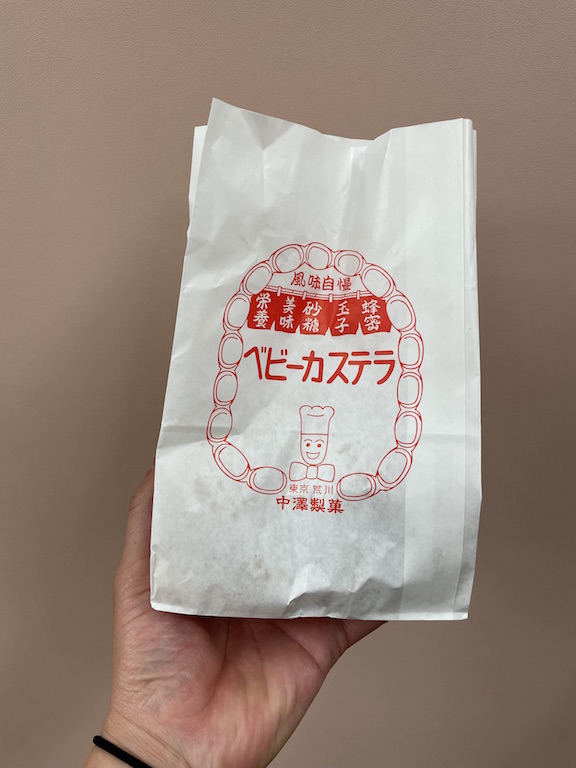 風味自慢
蜂蜜
玉子
砂糖
美味
栄養
ベビーカステラ
東京 荒川
中澤製菓